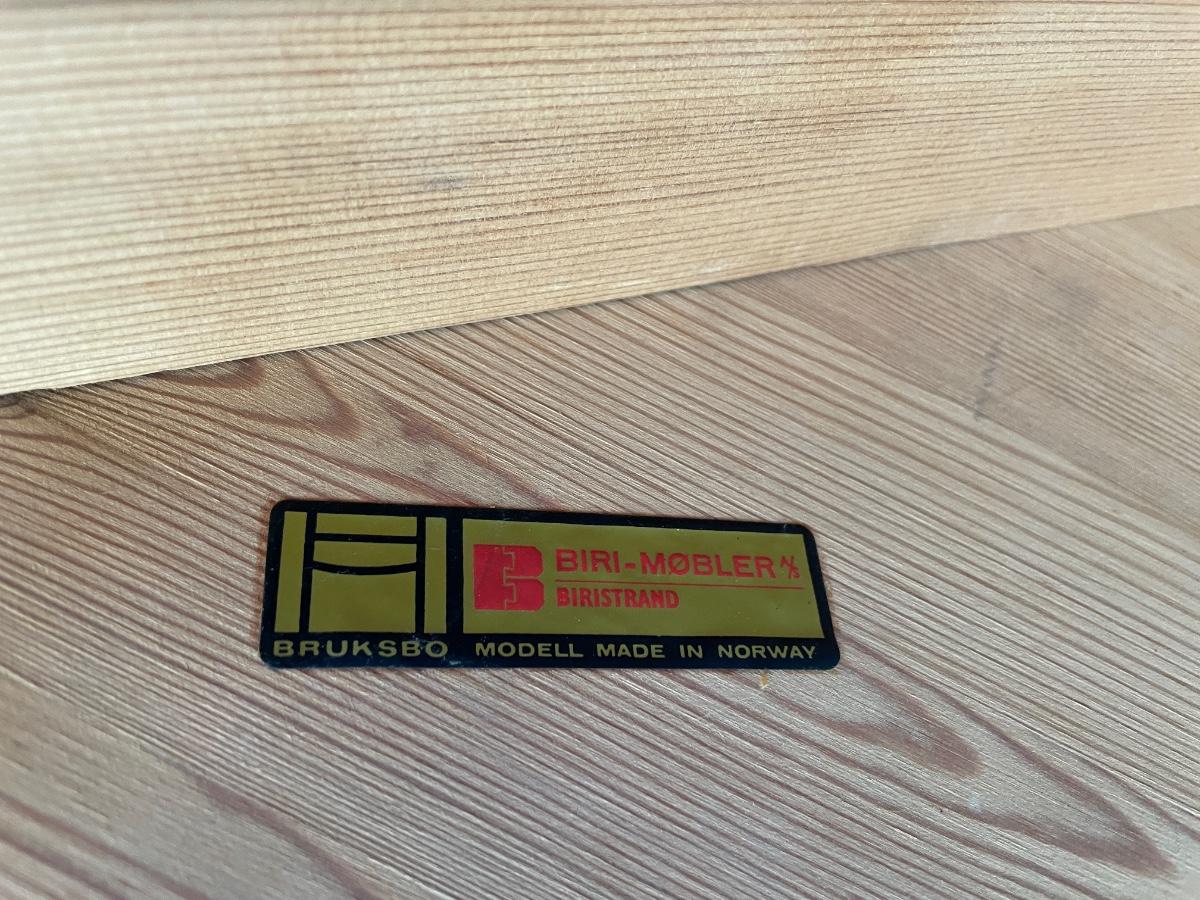 BIRI-MØBLER A/S
BIRISTRAND
BRUKSBO
MODELL MADE IN NORWAY